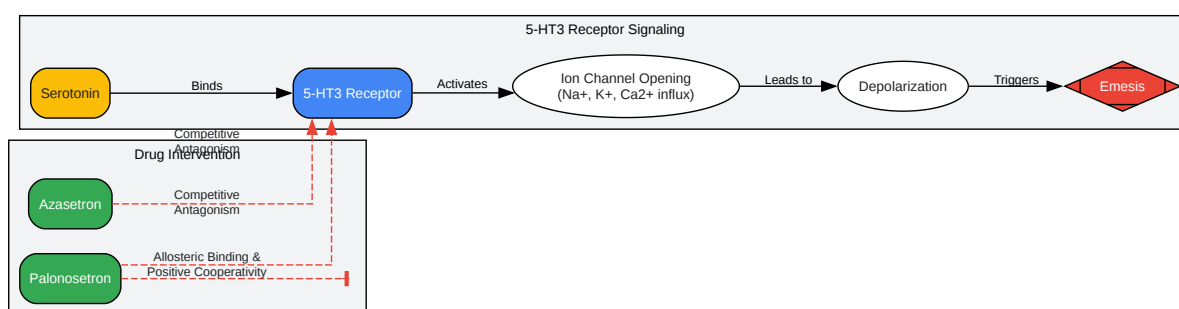 5-HT3 Receptor Signaling
Serotonin
Binds
5-HT3 Receptor
Activates
Ion Channel Opening
(Na+, K+, Ca2+ influx)
Leads to
Depolarization
Triggers
Emesis
Competitive
Antagonism
Drug Intervention
Azasetron
Competitive
Antagonism
Palonosetron
Allosteric Binding &
Positive Cooperativity